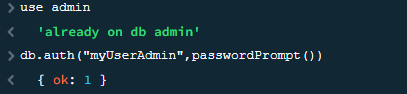 > use admin
< 'already on db admin'
> db.auth("myUserAdmin",passwordPrompt())
< { ok: 1 }